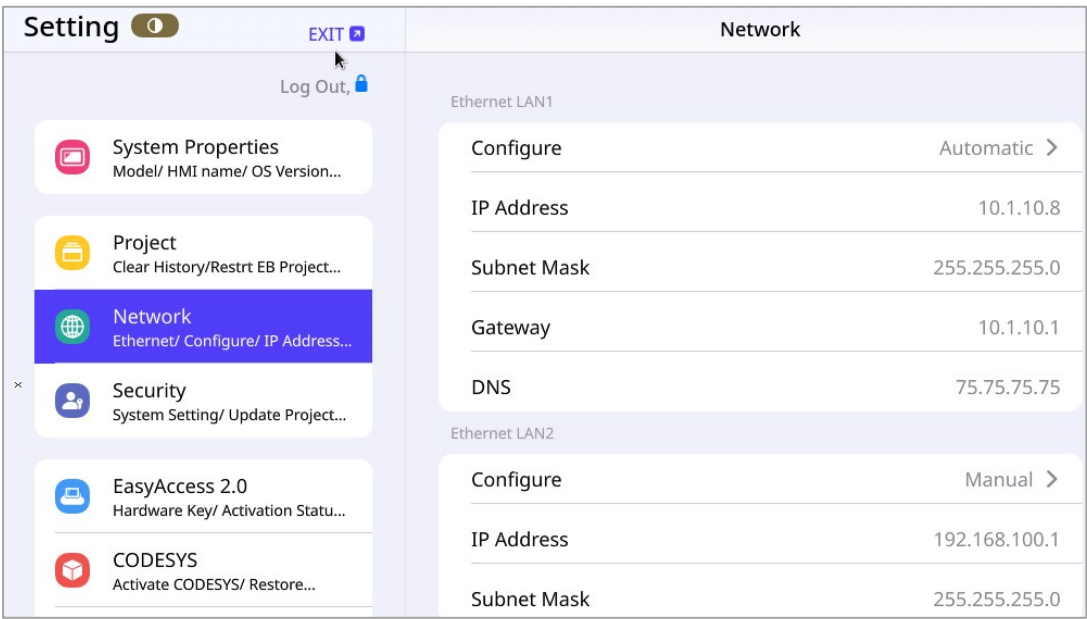 Setting
EXIT
Log Out,
System Properties
Model/ HMI name/ OS Version...
Project
Clear History/Restrt EB Project...
Network
Ethernet/ Configure/ IP Address...
Security
System Setting/ Update Project...
EasyAccess 2.0
Hardware Key/ Activation Statu...
CODESYS
Activate CODESYS/ Restore...
Network
Ethernet LAN1
Configure Automatic
IP Address 10.1.10.8
Subnet Mask 255.255.255.0
Gateway 10.1.10.1
DNS 75.75.75.75
Ethernet LAN2
Configure Manual
IP Address 192.168.100.1
Subnet Mask 255.255.255.0